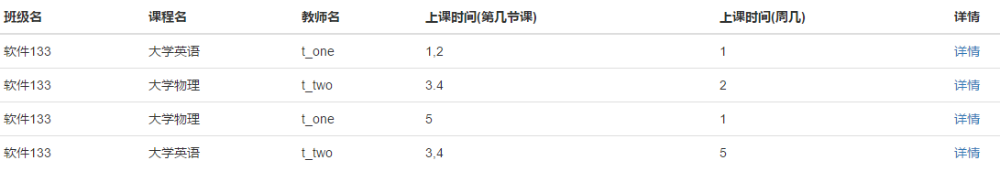 班级名 课程名 教师名 上课时间(第几节课) 上课时间(周几) 详情
软件133 大学英语 t_one 1,2 1 详情
软件133 大学物理 t_two 3.4 2 详情
软件133 大学物理 t_one 5 1 详情
软件133 大学英语 t_two 3,4 5 详情